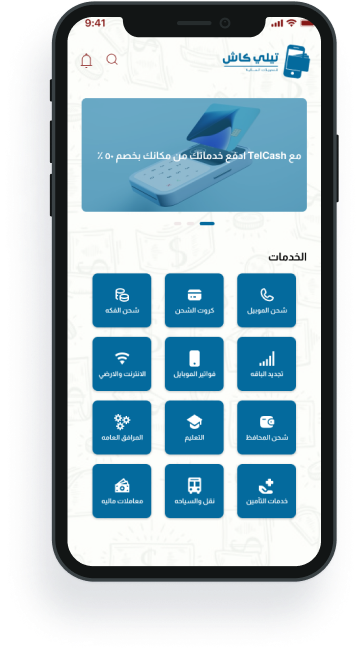 9:41
تيلي كاش
مع TelCash ادفع خدماتك من مكانك بخصم ٥٠ ٪
الخدمات
شحن الموبيل
كروت الشحن
شحن الفكه
تجديد الباقه
فواتير الموبايل
الانترنت والارضي
شحن المحافظ
التعليم
المرافق العامه
خدمات التأمين
نقل والسياحه
معاملات ماليه